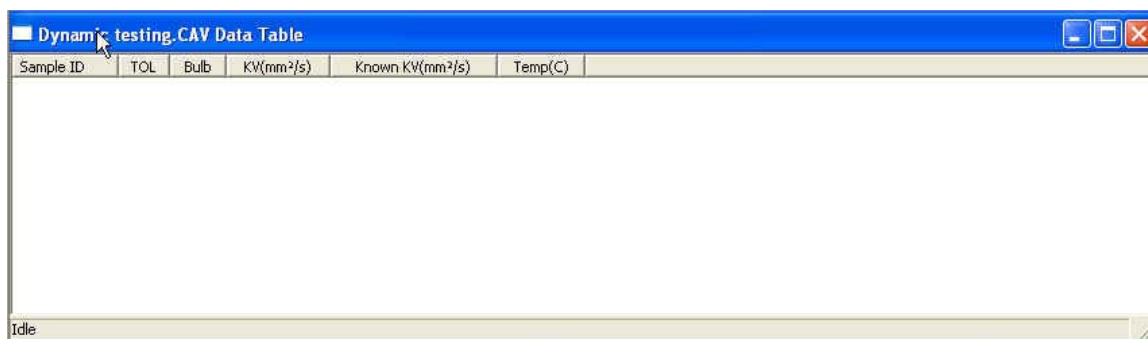 Dynamic testing.CAV Data Table
Sample ID TOL Bulb KV(mm²/s) Known KV(mm²/s) Temp(C)
Idle